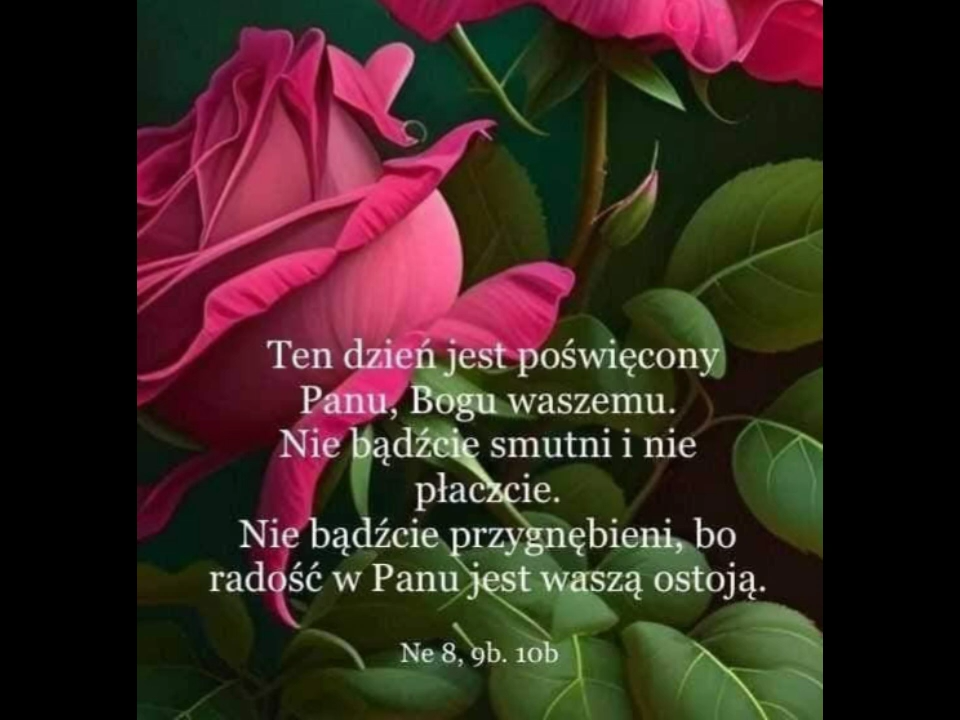 Ten dzień jest poświęcony
Panu, Bogu waszemu.
Nie bądźcie smutni i nie
płaczcie.
Nie bądźcie przygnębieni, bo
radość w Panu jest waszą ostoją.
Ne 8, 9b. 10b